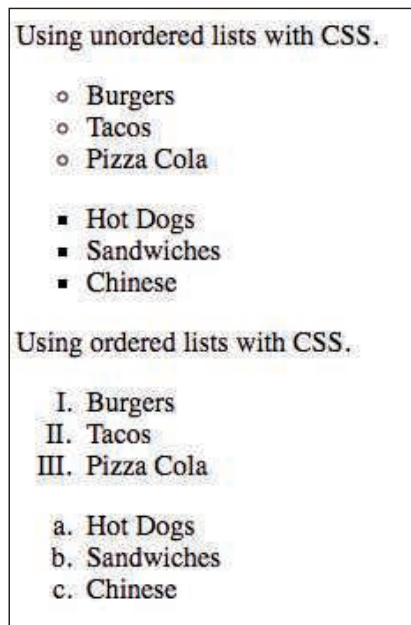 Using unordered lists with CSS.
◦ Burgers
◦ Tacos
◦ Pizza Cola
▪ Hot Dogs
▪ Sandwiches
▪ Chinese
Using ordered lists with CSS.
I. Burgers
II. Tacos
III. Pizza Cola
a. Hot Dogs
b. Sandwiches
c. Chinese